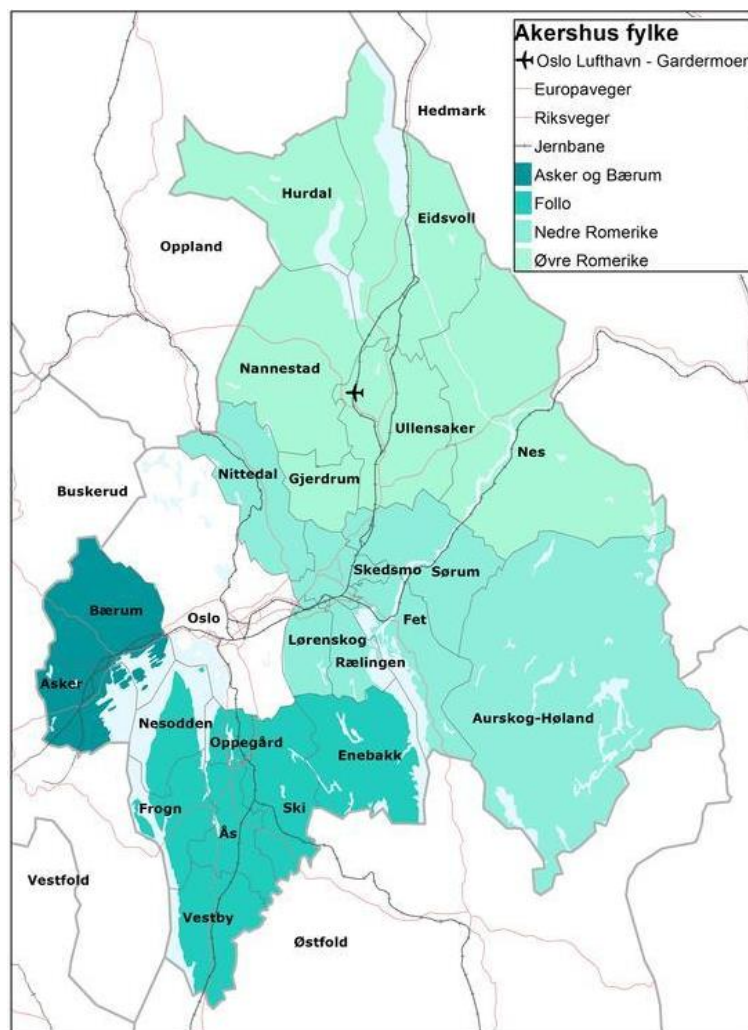 Akershus fylke
Oslo Lufthavn - Gardermoen
Europaveger
Riksveger
Jernbane
Asker og Bærum
Follo
Nedre Romerike
Øvre Romerike
Hedmark
Hurdal
Eidsvoll
Oppland
Nannestad
Ullensaker
Nittedal
Gjerdrum
Nes
Buskerud
Skedsmo
Sørum
Bærum
Oslo
Fet
Lørenskog
Rælingen
Asker
Nesodden
Aurskog-Høland
Oppegård
Enebakk
Frogn
Ski
Ås
Vestfold
Vestby
Østfold